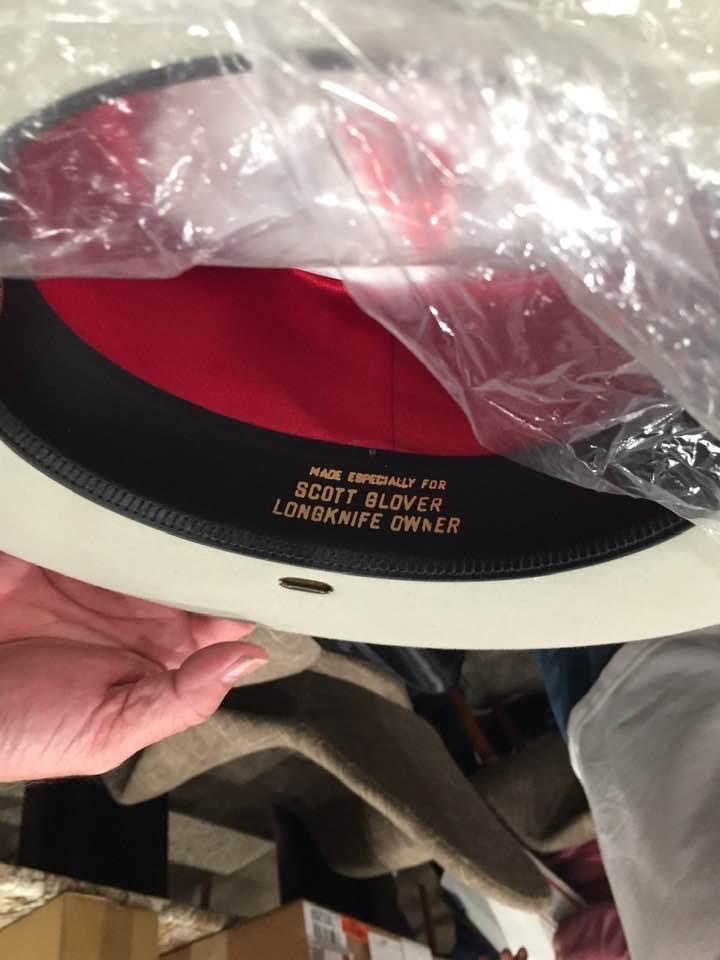 MADE ESPECIALLY FOR
SCOTT GLOVER
LONGKNIFE OWNER